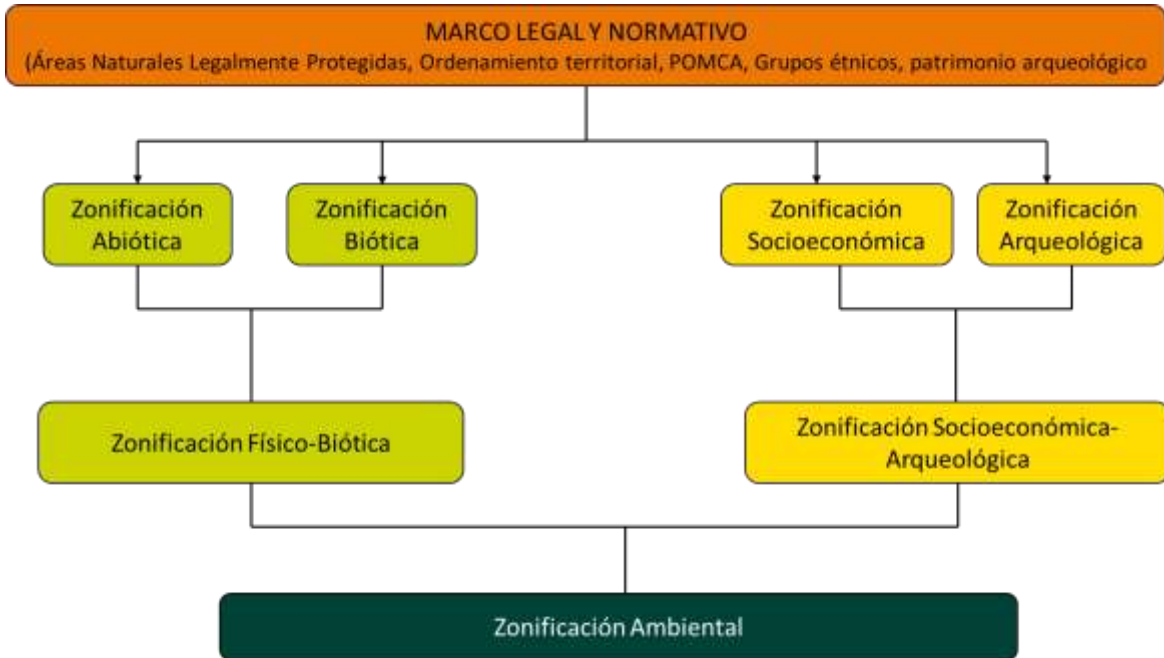 MARCO LEGAL Y NORMATIVO
(Áreas Naturales Legalmente Protegidas, Ordenamiento territorial, POMCA, Grupos étnicos, patrimonio arqueológico
Zonificación
Abiótica
Zonificación
Biótica
Zonificación
Socioeconómica
Zonificación
Arqueológica
Zonificación Físico-Biótica
Zonificación Socioeconómica-
Arqueológica
Zonificación Ambiental